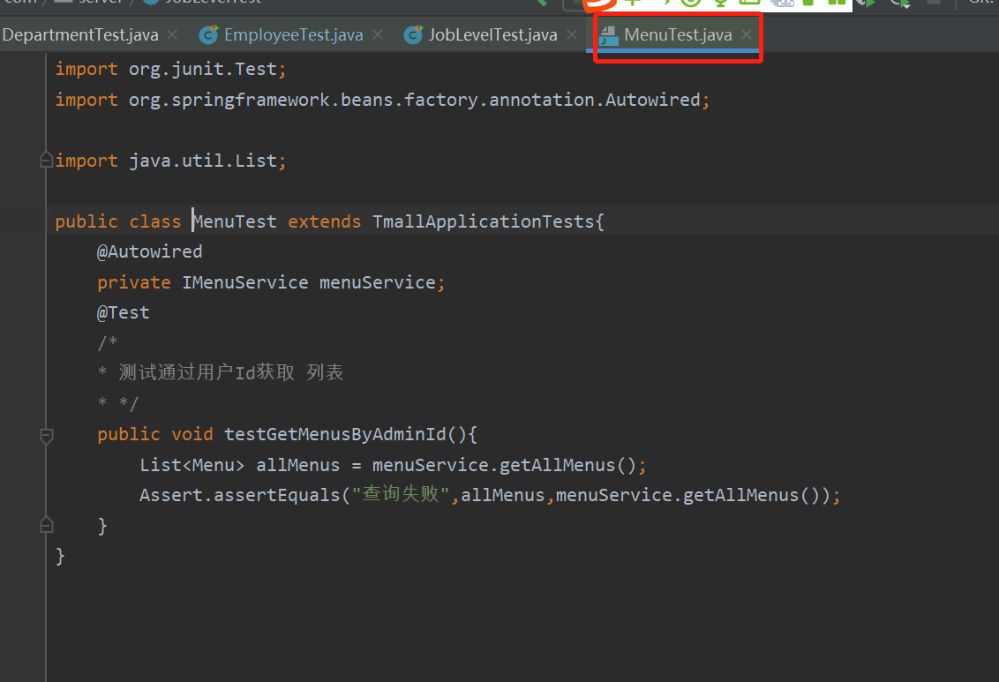 DepartmentTest.java EmployeeTest.java JobLevelTest.java MenuTest.java
import org.junit.Test;
import org.springframework.beans.factory.annotation.Autowired;
import java.util.List;
public class MenuTest extends TmallApplicationTests{
@Autowired
private IMenuService menuService;
@Test
/*
* 测试通过用户Id获取 列表
* */
public void testGetMenusByAdminId(){
List<Menu> allMenus = menuService.getAllMenus();
Assert.assertEquals("查询失败",allMenus,menuService.getAllMenus());
}
}